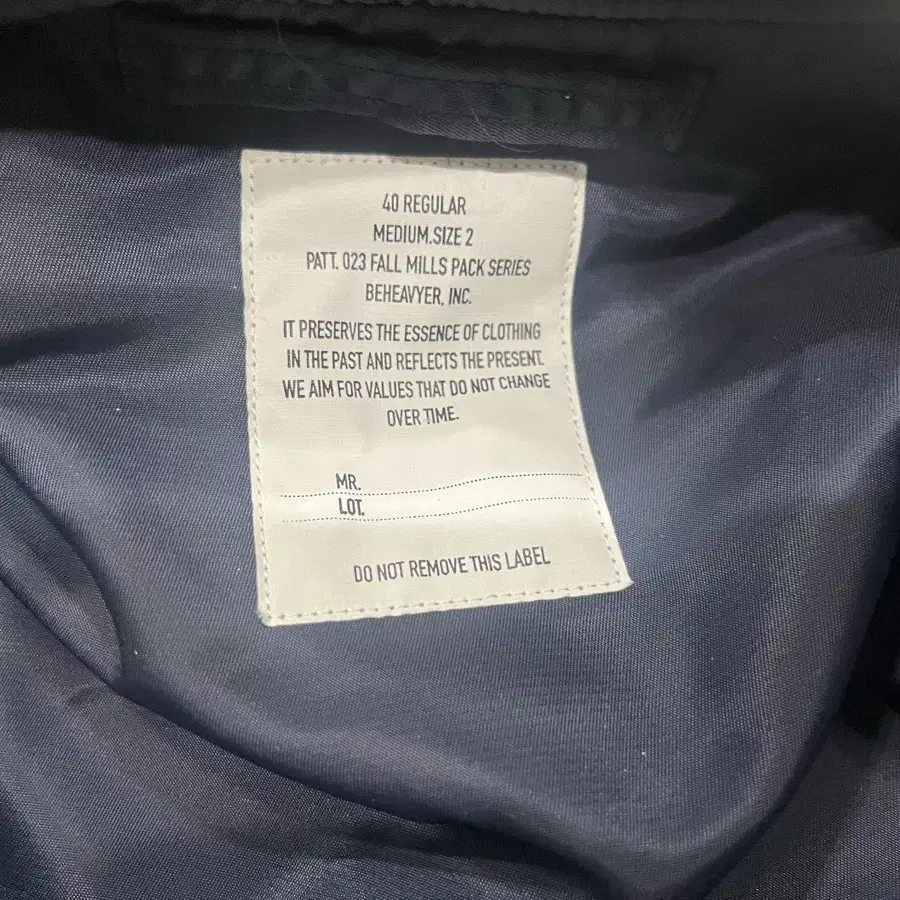 40 REGULAR
MEDIUM.SIZE 2
PATT. 023 FALL MILLS PACK SERIES
BEHEAVYER, INC.
IT PRESERVES THE ESSENCE OF CLOTHING
IN THE PAST AND REFLECTS THE PRESENT.
WE AIM FOR VALUES THAT DO NOT CHANGE
OVER TIME.
MR.
LOT.
DO NOT REMOVE THIS LABEL